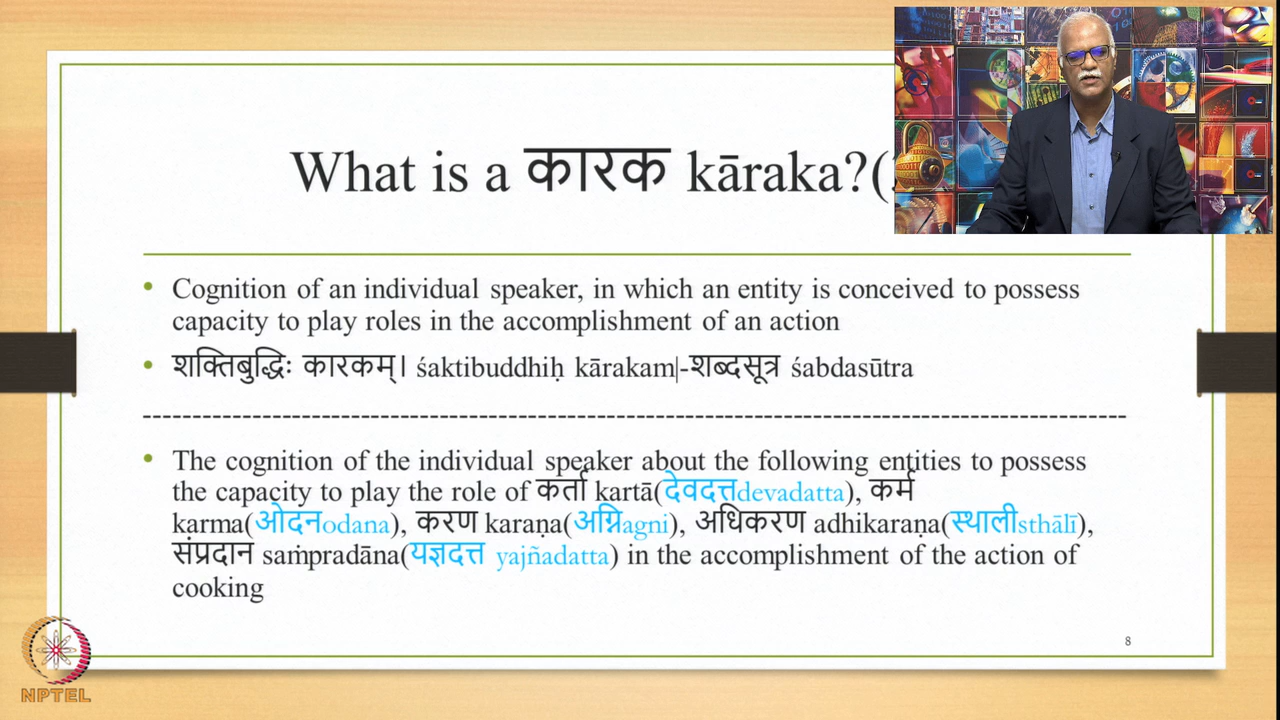 What is a कारक kāraka?(
Cognition of an individual speaker, in which an entity is conceived to possess
capacity to play roles in the accomplishment of an action
शक्तिबुद्धिः कारकम्। śaktibuddhiḥ kārakam|-शब्दसूत्र śabdasūtra
The cognition of the individual speaker about the following entities to possess
the capacity to play the role of कर्ता kartā(देवदत्तdevadatta), कर्म
karma(ओदनodana), करण karaṇa(अग्निagni), अधिकरण adhikaraṇa(स्थालीsthālī),
संप्रदान saṁpradāna(यज्ञदत्त yajñadatta) in the accomplishment of the action of
cooking
8
NPTEL